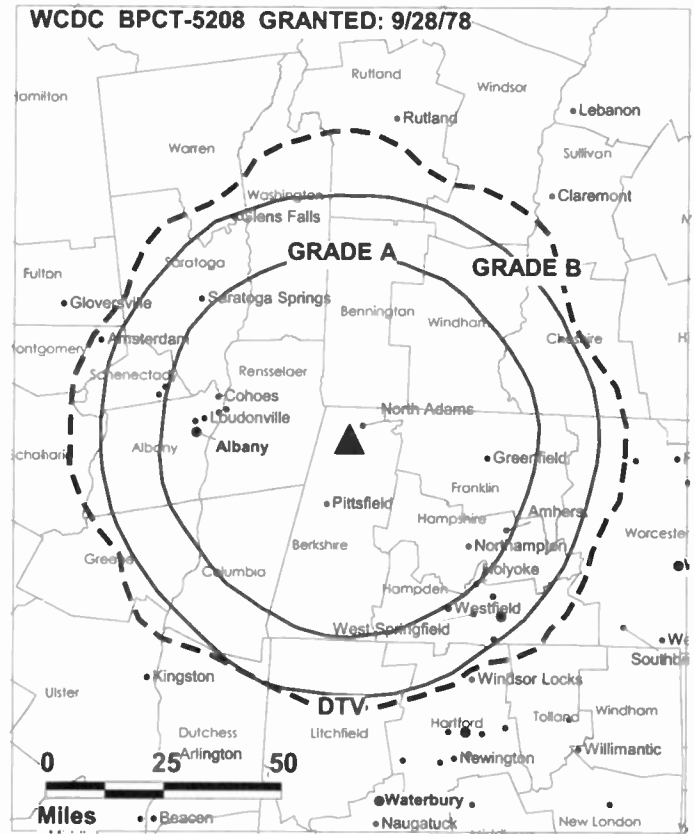 WCDC BPCT-5208 GRANTED: 9/28/78
Rutland
Windsor
Hamilton
Lebanon
Rutland
Warren
Sullivan
Claremont
Washington
Glens Falls
GRADE A
GRADE B
Saratoga
Fulton
Saratoga Springs
Gloversville
Bennington
Windham
Amsterdam
Cheshire
Schenectady
Rensselaer
Cohoes
North Adams
Loudonville
Albany
Albany
Greenfield
Franklin
Pittsfield
Amherst
Hampshire
Worcester
Berkshire
Northampton
Greene
Holyoke
Columbia
Hampden
Westfield
West Springfield
We
Southb
Kingston
Windsor Locks
Ulster
DTV
Hartford
Tolland
Windham
Dutchess
Litchfield
Arlington
Newington
Willimantic
0 25 50
Miles
Beacon
Waterbury
Naugatuck
New London